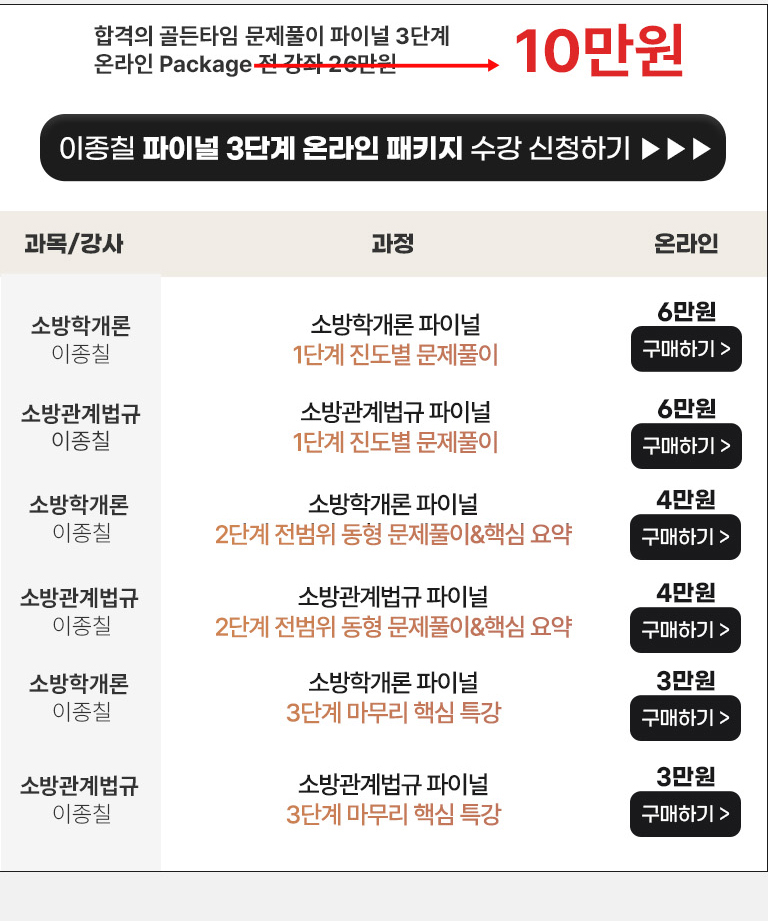 합격의 골든타임 문제풀이 파이널 3단계
온라인 Package 전 강좌 26만원
10만원
이종칠 파이널 3단계 온라인 패키지 수강 신청하기 ▶▶▶
과목/강사 과정 온라인
소방학개론
이종칠
소방학개론 파이널
1단계 진도별 문제풀이
6만원
구매하기 >
소방관계법규
이종칠
소방관계법규 파이널
1단계 진도별 문제풀이
6만원
구매하기 >
소방학개론
이종칠
소방학개론 파이널
2단계 전범위 동형 문제풀이&핵심 요약
4만원
구매하기 >
소방관계법규
이종칠
소방관계법규 파이널
2단계 전범위 동형 문제풀이&핵심 요약
4만원
구매하기 >
소방학개론
이종칠
소방학개론 파이널
3단계 마무리 핵심 특강
3만원
구매하기 >
소방관계법규
이종칠
소방관계법규 파이널
3단계 마무리 핵심 특강
3만원
구매하기 >